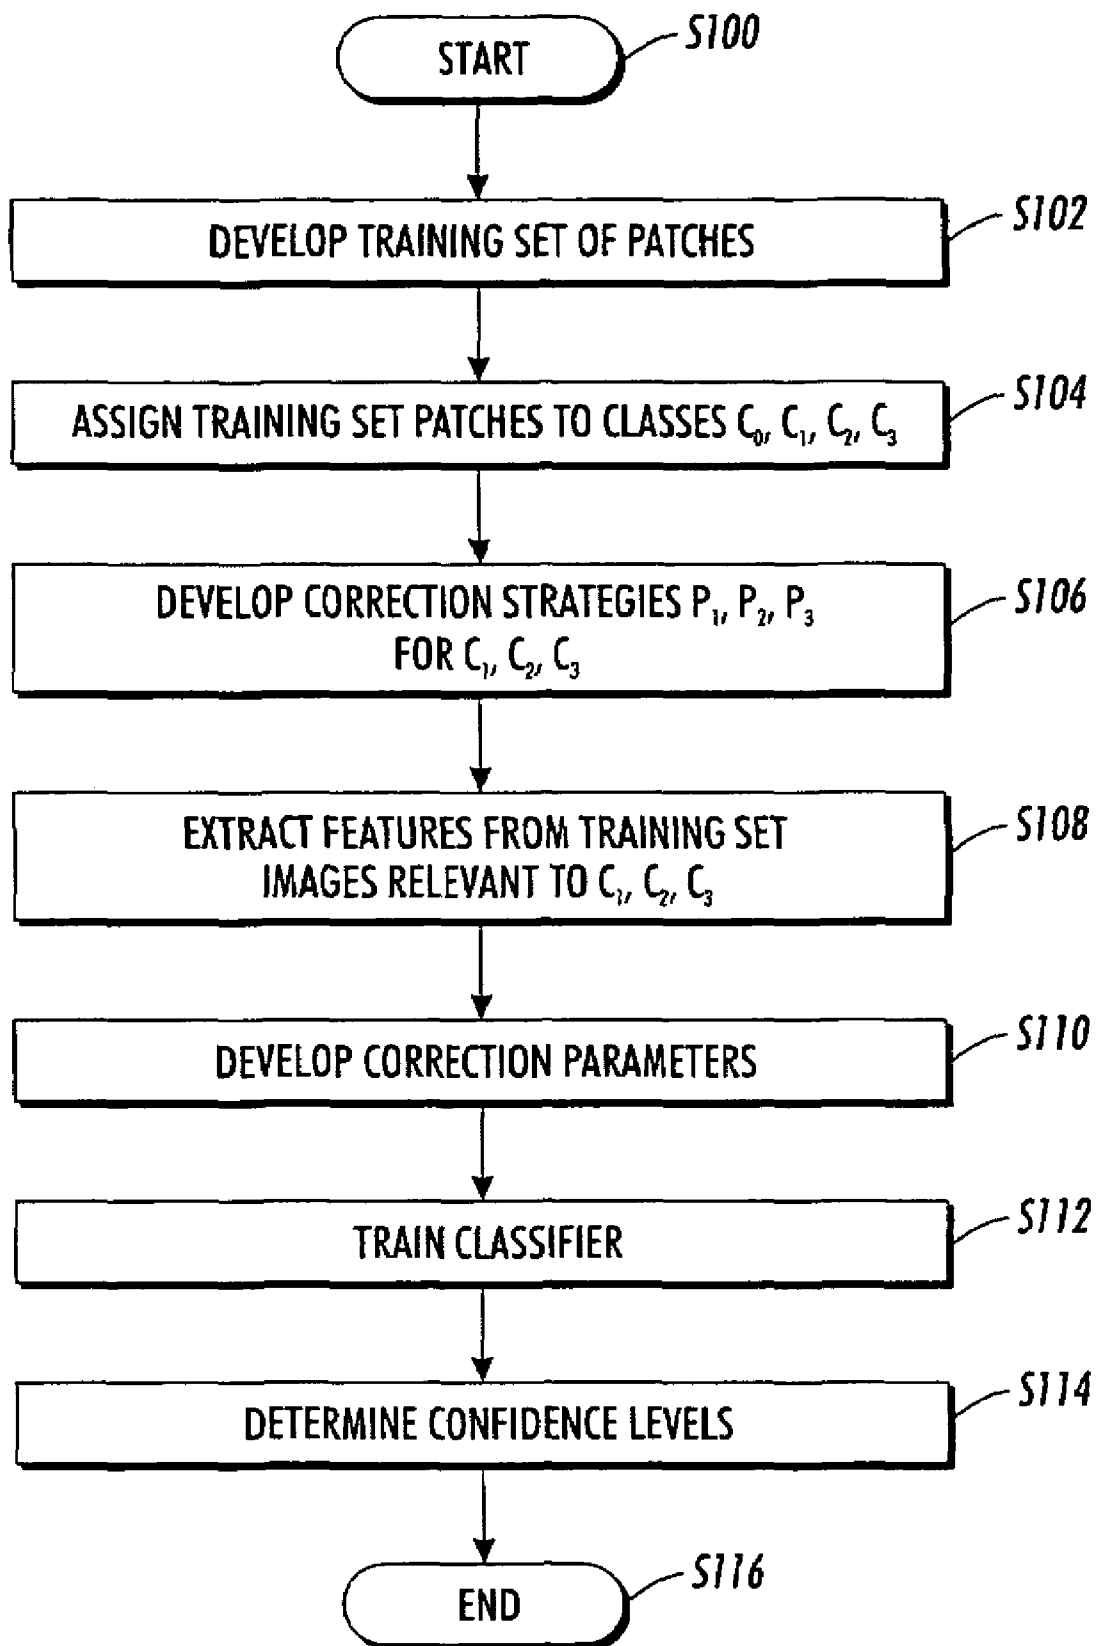 START
S100
DEVELOP TRAINING SET OF PATCHES
S102
ASSIGN TRAINING SET PATCHES TO CLASSES C₀, C₁, C₂, C₃
S104
DEVELOP CORRECTION STRATEGIES P₁, P₂, P₃
FOR C₁, C₂, C₃
S106
EXTRACT FEATURES FROM TRAINING SET
IMAGES RELEVANT TO C₁, C₂, C₃
S108
DEVELOP CORRECTION PARAMETERS
S110
TRAIN CLASSIFIER
S112
DETERMINE CONFIDENCE LEVELS
S114
END
S116